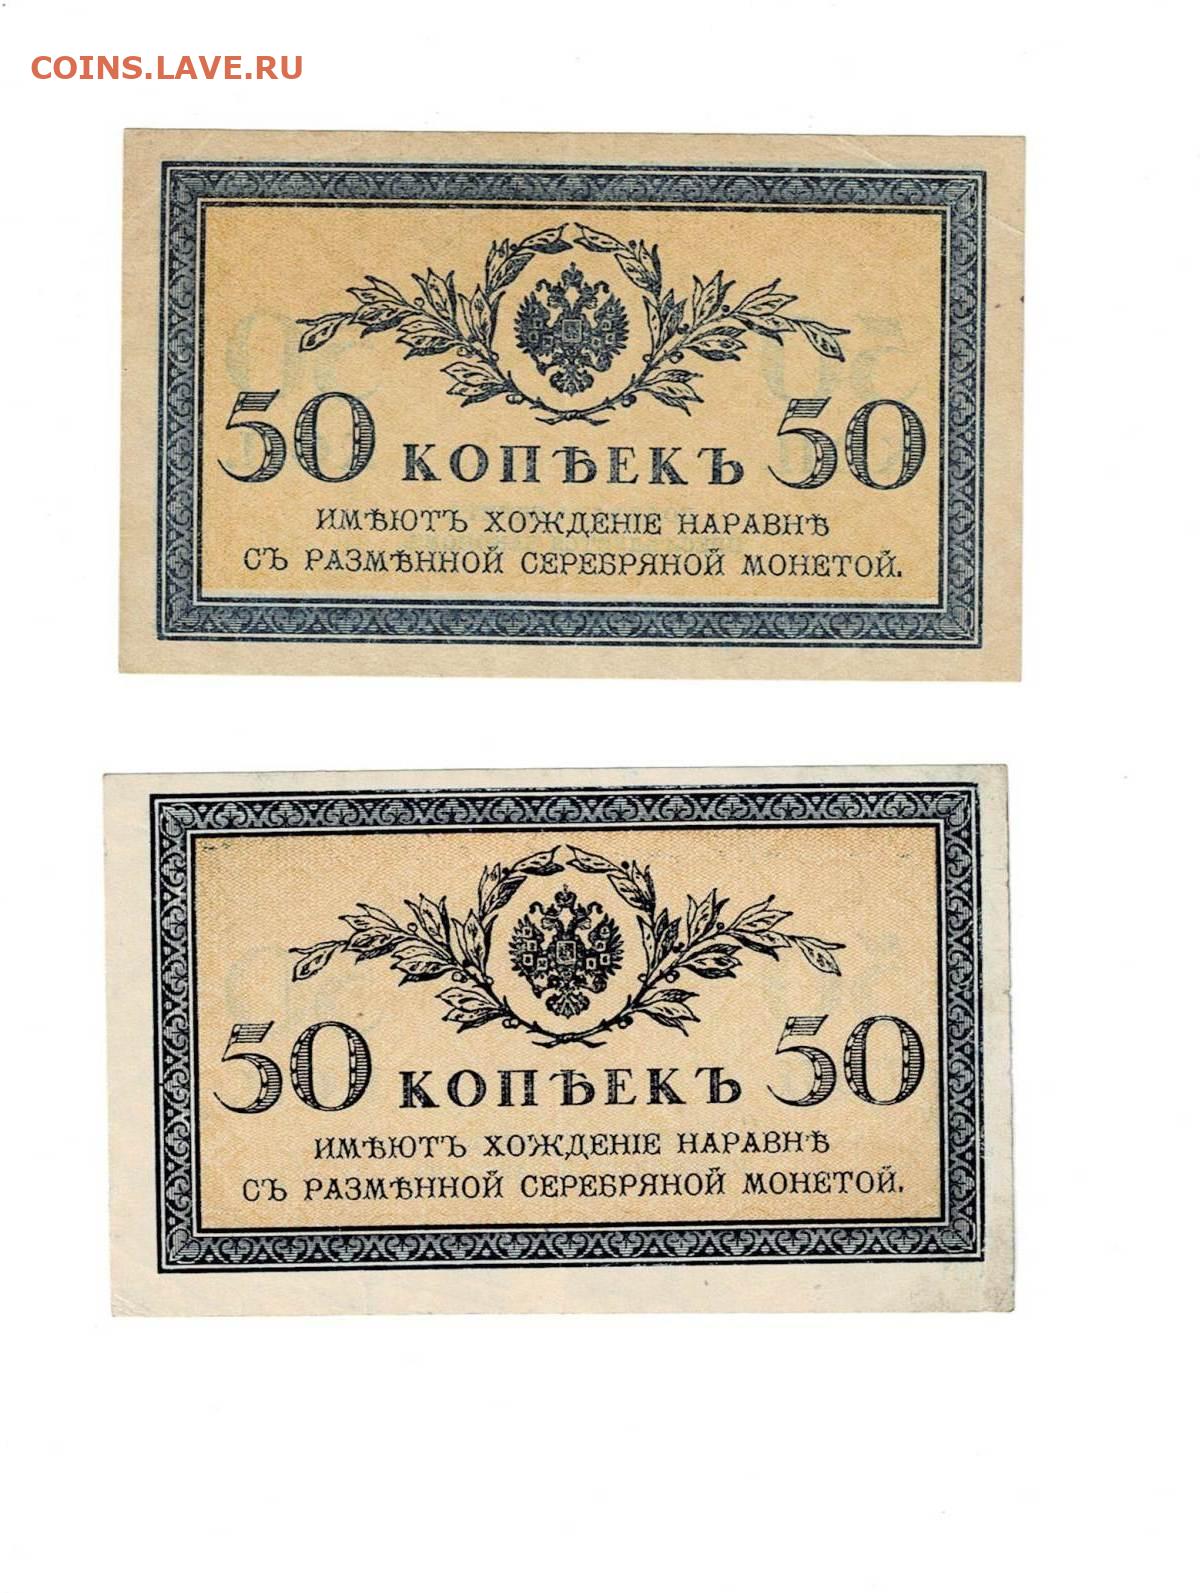 COINS.LAVE.RU
50 КОПѢЕКЪ 50
ИМѢЮТЪ ХОЖДЕНІЕ НАРАВНѢ
СЪ РАЗМѢННОЙ СЕРЕБРЯНОЙ МОНЕТОЙ.
50 КОПѢЕКЪ 50
ИМѢЮТЪ ХОЖДЕНІЕ НАРАВНѢ
СЪ РАЗМѢННОЙ СЕРЕБРЯНОЙ МОНЕТОЙ.